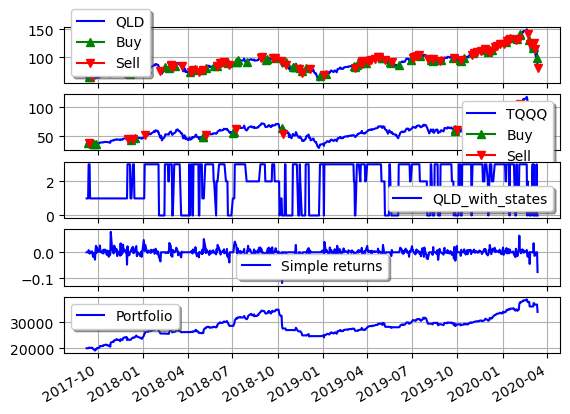 QLD
Buy
Sell
100
50
TQQQ
Buy
Sell
100
50
QLD_with_states
2
0
Simple returns
0.0
−0.1
Portfolio
30000
20000
2017-10
2018-01
2018-04
2018-07
2018-10
2019-01
2019-04
2019-07
2019-10
2020-01
2020-04